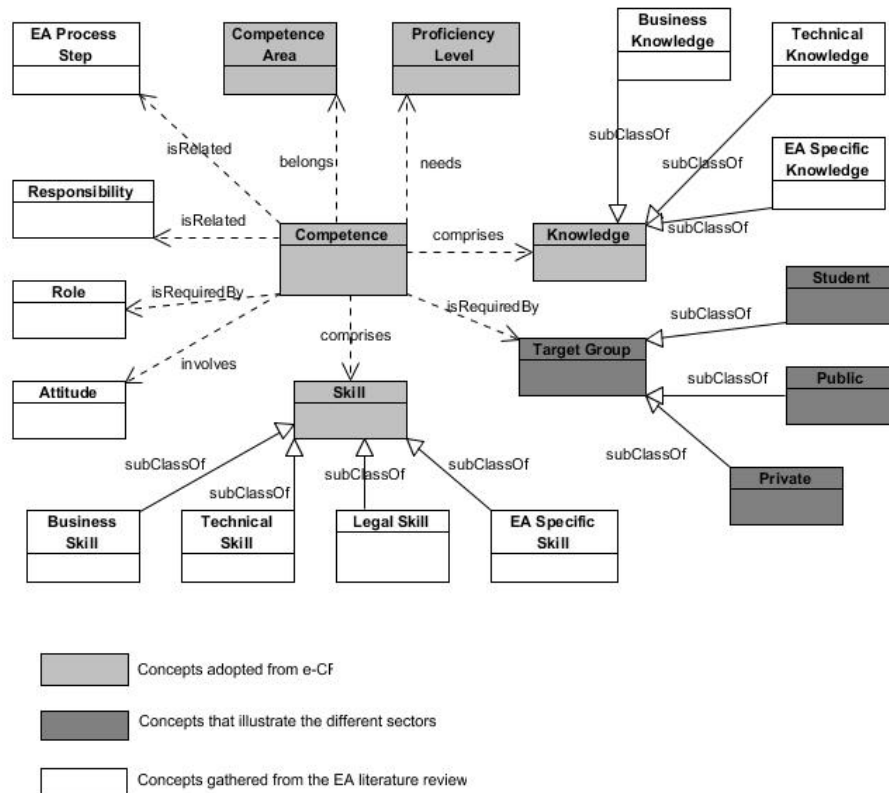 EA Process
Step
Competence
Area
Proficiency
Level
Business
Knowledge
Technical
Knowledge
subClassOf
isRelated
belongs
needs
subClassOf
EA Specific
Knowledge
Responsibility
isRelated
Competence
comprises
Knowledge
subClassOf
Role
isRequiredBy
isRequiredBy
Student
comprises
subClassOf
Target Group
involves
Attitude
Skill
subClassOf
Public
subClassOf
Private
subClassOf
subClassOf
subClassOf
subClassOf
Business
Skill
Technical
Skill
Legal Skill
EA Specific
Skill
Concepts adopted from e-CF
Concepts that illustrate the different sectors
Concepts gathered from the EA literature review